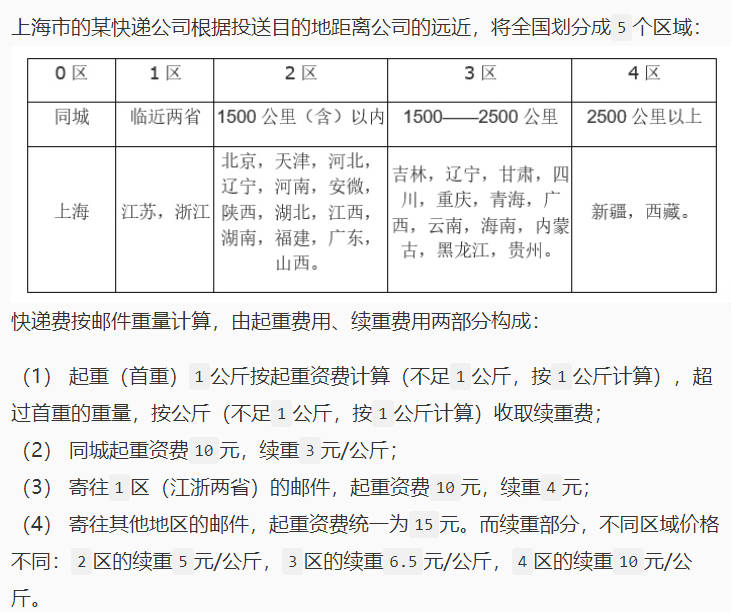 上海市的某快递公司根据投送目的地距离公司的远近，将全国划分成 5 个区域：
0 区 1 区 2 区 3 区 4 区
同城 临近两省 1500 公里（含）以内 1500——2500 公里 2500 公里以上
上海
江苏，浙江
北京，天津，河北，
辽宁，河南，安微，
陕西，湖北，江西，
湖南，福建，广东，
山西。
吉林，辽宁，甘肃，四
川，重庆，青海，广
西，云南，海南，内蒙
古，黑龙江，贵州。
新疆，西藏。
快递费按邮件重量计算，由起重费用、续重费用两部分构成：
（1） 起重（首重） 1 公斤按起重资费计算（不足 1 公斤，按 1 公斤计算），超
过首重的重量，按公斤（不足 1 公斤，按 1 公斤计算）收取续重费；
（2） 同城起重资费 10 元，续重 3 元/公斤；
（3） 寄往 1 区（江浙两省）的邮件，起重资费 10 元，续重 4 元；
（4） 寄往其他地区的邮件，起重资费统一为 15 元。而续重部分，不同区域价格
不同： 2 区的续重 5 元/公斤， 3 区的续重 6.5 元/公斤， 4 区的续重 10 元/公
斤。